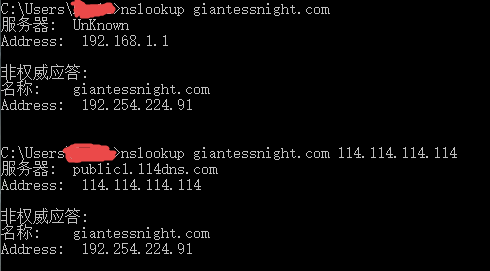 C:\Users\>nslookup giantessnight.com
服务器:  UnKnown
Address:  192.168.1.1
非权威应答:
名称:    giantessnight.com
Address:  192.254.224.91
C:\Users\>nslookup giantessnight.com 114.114.114.114
服务器:  public1.114dns.com
Address:  114.114.114.114
非权威应答:
名称:    giantessnight.com
Address:  192.254.224.91